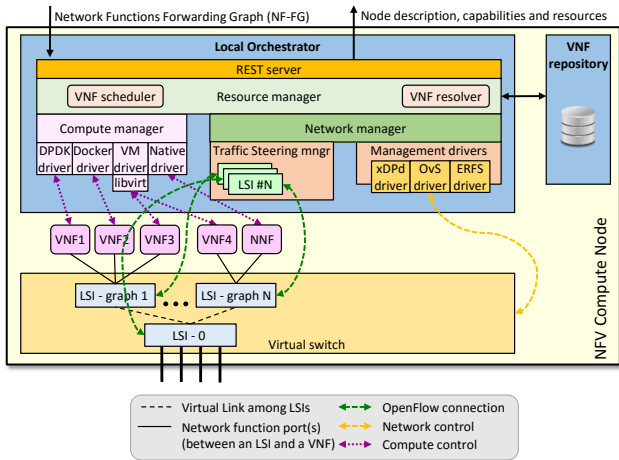 Network Functions Forwarding Graph (NF-FG)
Node description, capabilities and resources
Local Orchestrator
VNF
repository
REST server
VNF scheduler
Resource manager
VNF resolver
Compute manager
Network manager
DPDK
driver
Docker
driver
VM
driver
Native
driver
libvirt
Traffic Steering mngr
LSI #N
Management drivers
xDPd
driver
OvS
driver
ERFS
driver
VNF1
VNF2
VNF3
VNF4
NNF
LSI - graph 1
LSI - graph N
LSI - 0
Virtual switch
NFV Compute Node
Virtual Link among LSIs
Network function port(s)
(between an LSI and a VNF)
OpenFlow connection
Network control
Compute control